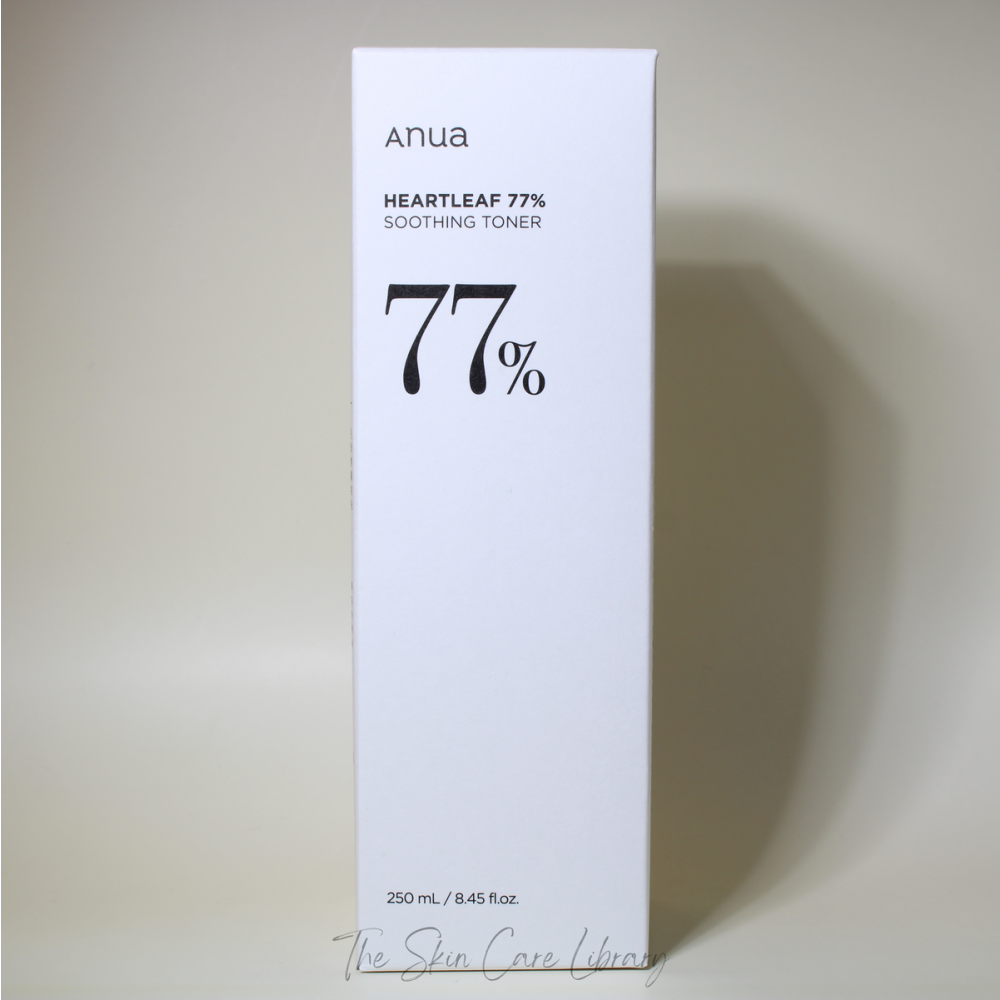 Anua
HEARTLEAF 77%
SOOTHING TONER
77%
250 mL / 8.45 fl.oz.
The Skin Care Library